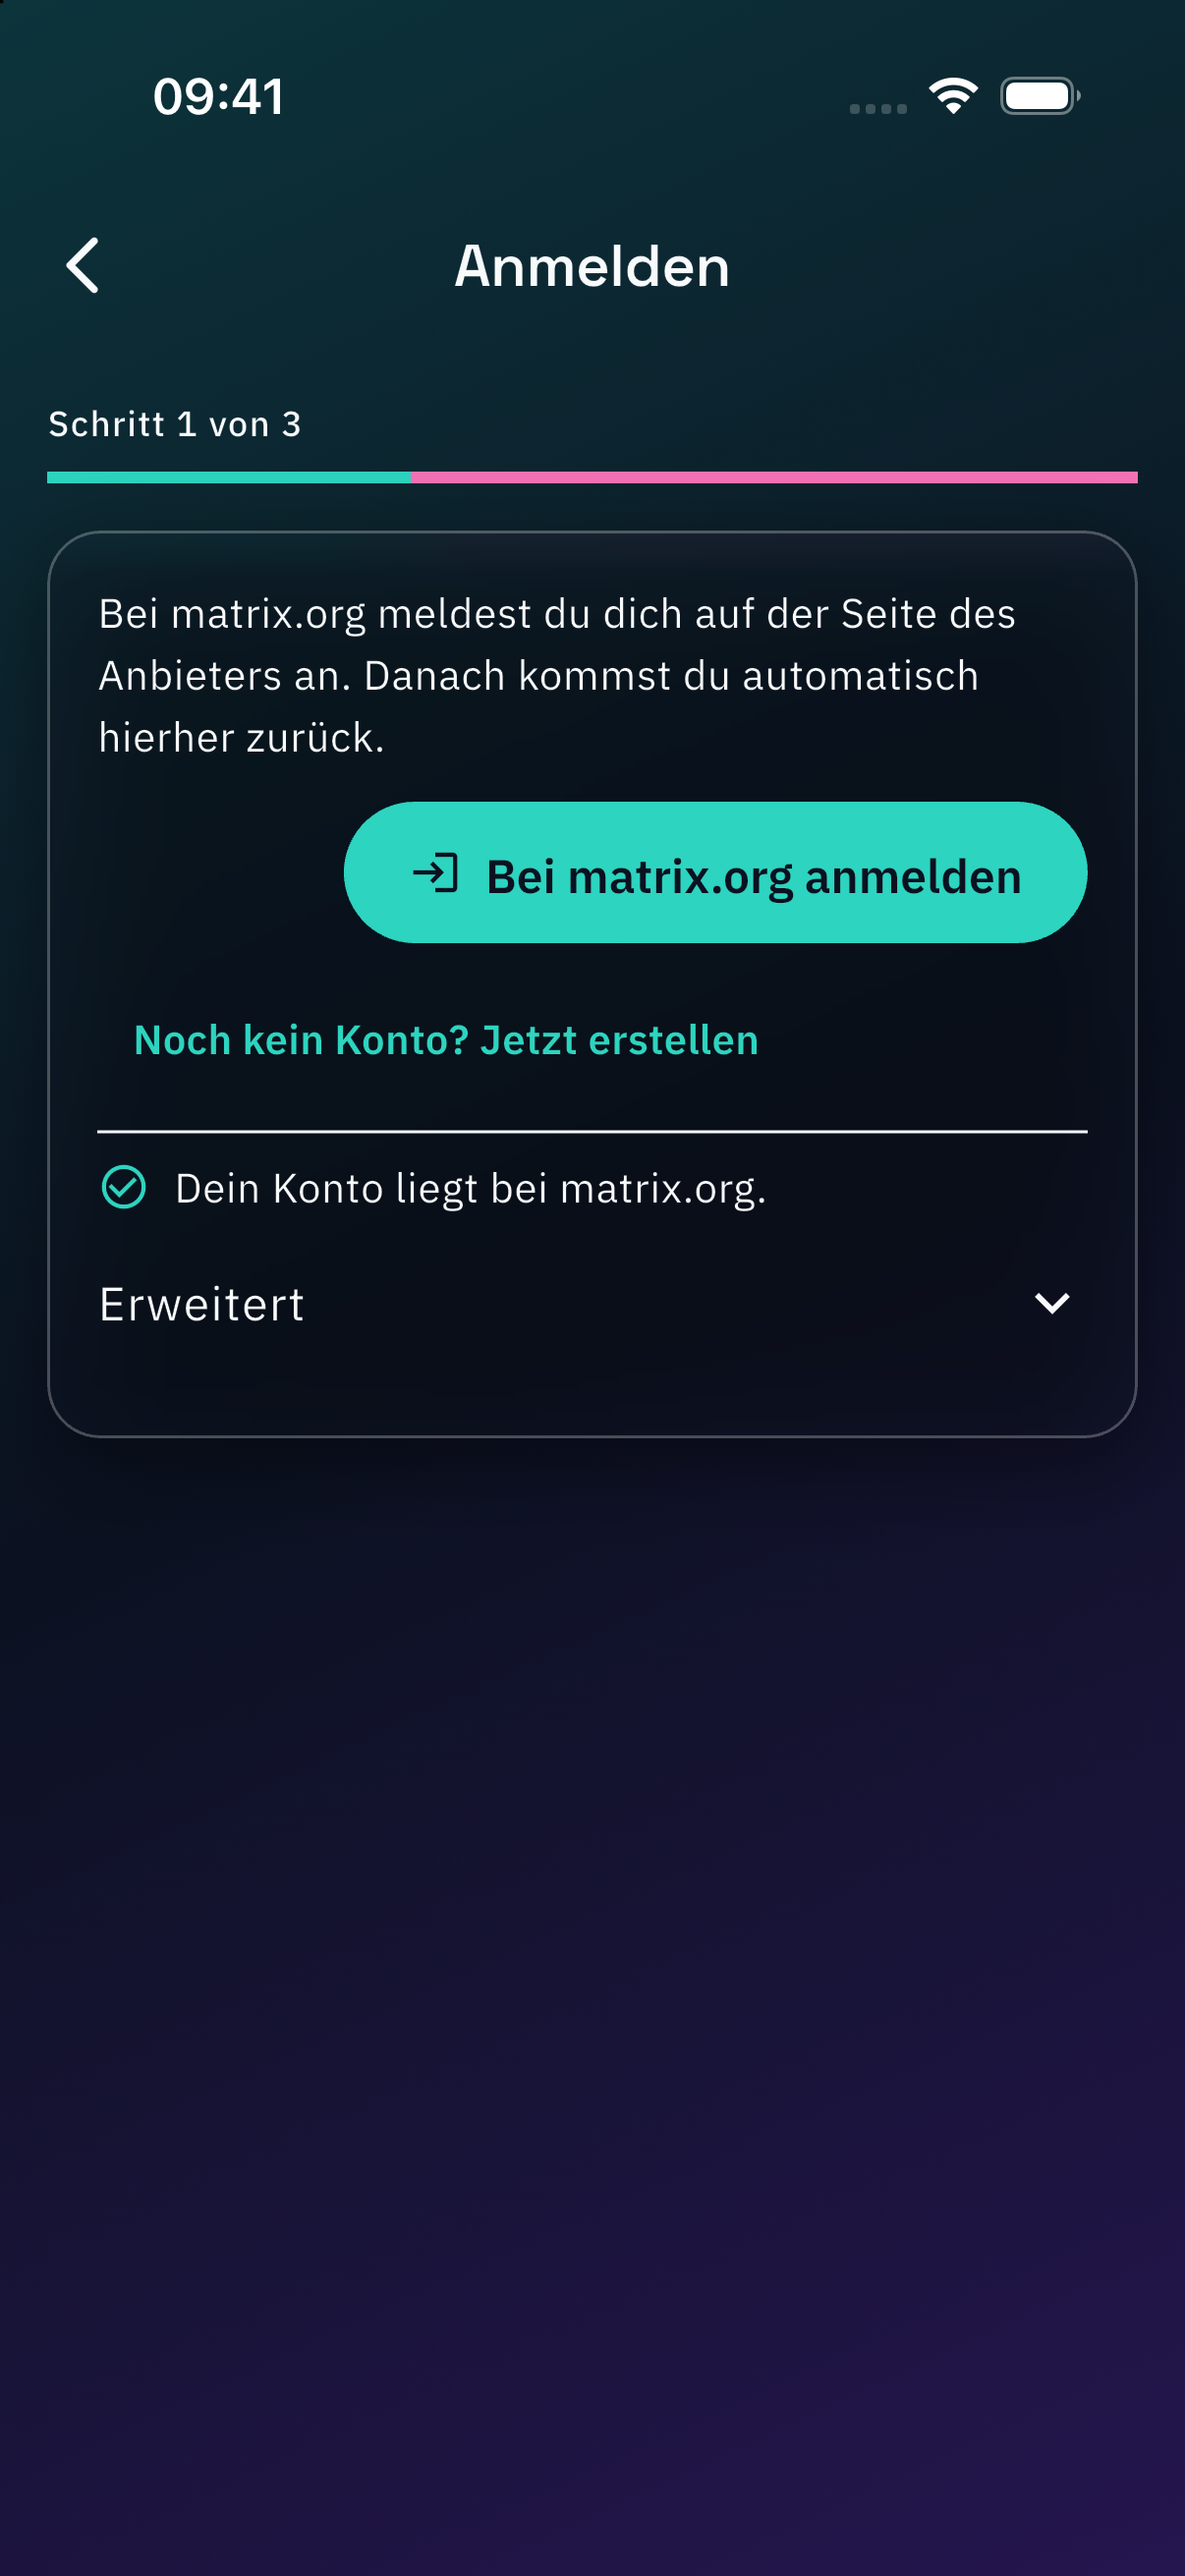 09:41
Anmelden
Schritt 1 von 3
Bei matrix.org meldest du dich auf der Seite des
Anbieters an. Danach kommst du automatisch
hierher zurück.
Bei matrix.org anmelden
Noch kein Konto? Jetzt erstellen
Dein Konto liegt bei matrix.org.
Erweitert